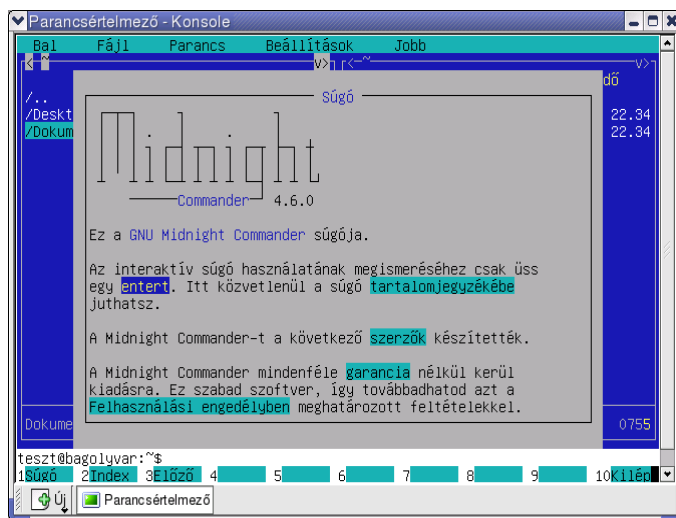 Parancsértelmező - Konsole
Bal Fájl Parancs Beállítások Jobb
<~ v> <~ v>
dő
/..
/Deskt 22.34
/Dokum 22.34
Súgó
Midnight
Commander 4.6.0
Ez a GNU Midnight Commander súgója.
Az interaktív súgó használatának megismeréséhez csak üss
egy entert. Itt közvetlenül a súgó tartalomjegyzékébe
juthatsz.
A Midnight Commander-t a következő szerzők készítették.
A Midnight Commander mindenféle garancia nélkül kerül
kiadásra. Ez szabad szoftver, így továbbadhatod azt a
Felhasználási engedélyben meghatározott feltételekkel.
Dokume 0755
teszt@bagolyvar:~$
1Súgó 2Index 3Előző 4 5 6 7 8 9 10Kilép
Új Parancsértelmező